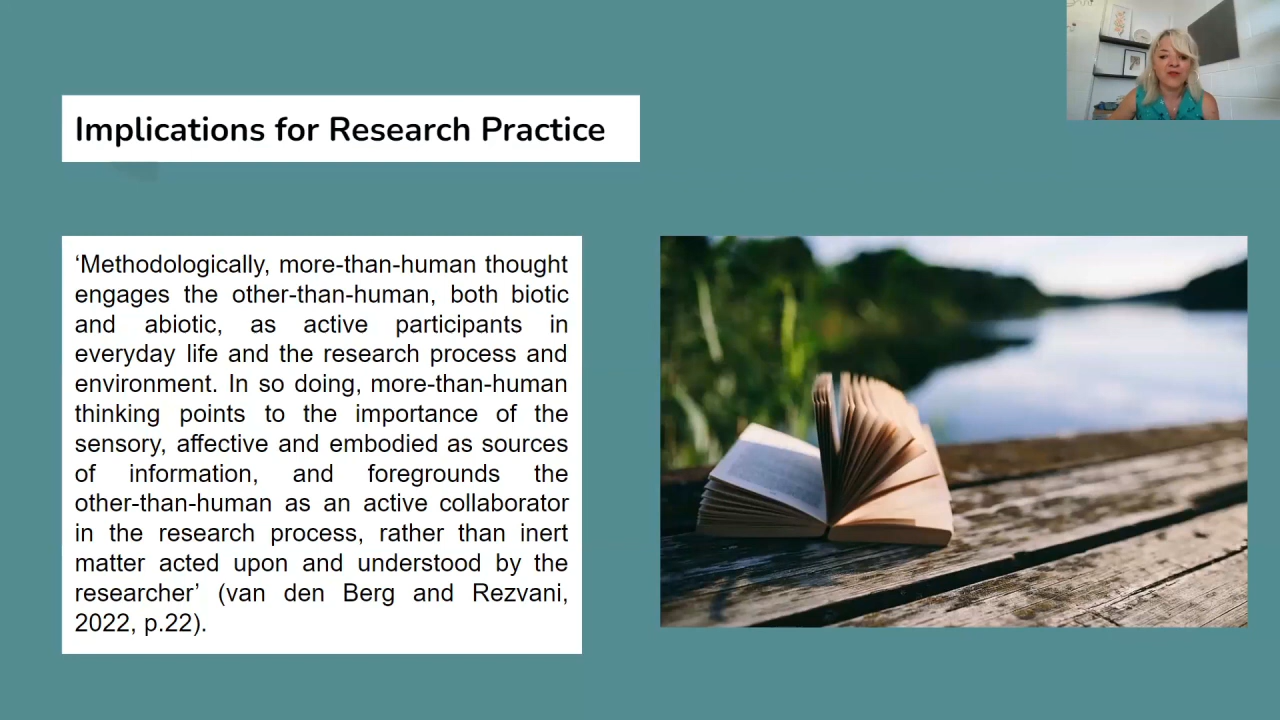 Implications for Research Practice
‘Methodologically, more-than-human thought
engages the other-than-human, both biotic
and abiotic, as active participants in
everyday life and the research process and
environment. In so doing, more-than-human
thinking points to the importance of the
sensory, affective and embodied as sources
of information, and foregrounds the
other-than-human as an active collaborator
in the research process, rather than inert
matter acted upon and understood by the
researcher’ (van den Berg and Rezvani,
2022, p.22).